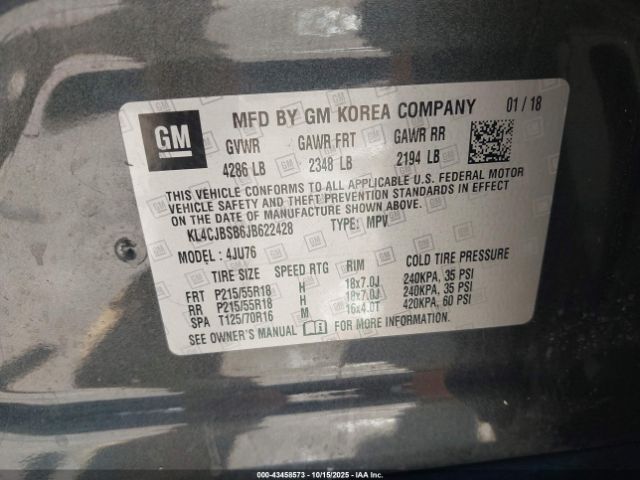 GM
MFD BY GM KOREA COMPANY 01 / 18
GVWR GAWR FRT GAWR RR
4286 LB 2348 LB 2194 LB
THIS VEHICLE CONFORMS TO ALL APPLICABLE U.S. FEDERAL MOTOR
VEHICLE SAFETY AND THEFT PREVENTION STANDARDS IN EFFECT
ON THE DATE OF MANUFACTURE SHOWN ABOVE.
KL4CJBSB6JB622428 TYPE: MPV
MODEL : 4JU76
TIRE SIZE SPEED RTG RIM COLD TIRE PRESSURE
FRT P215/55R18 H 18x7.0J 240KPA, 35 PSI
RR P215/55R18 H 18x7.0J 240KPA, 35 PSI
SPA T125/70R16 M 16x4.0T 420KPA, 60 PSI
SEE OWNER'S MANUAL FOR MORE INFORMATION.
000-43458573 - 10/15/2025 - IAA Inc.